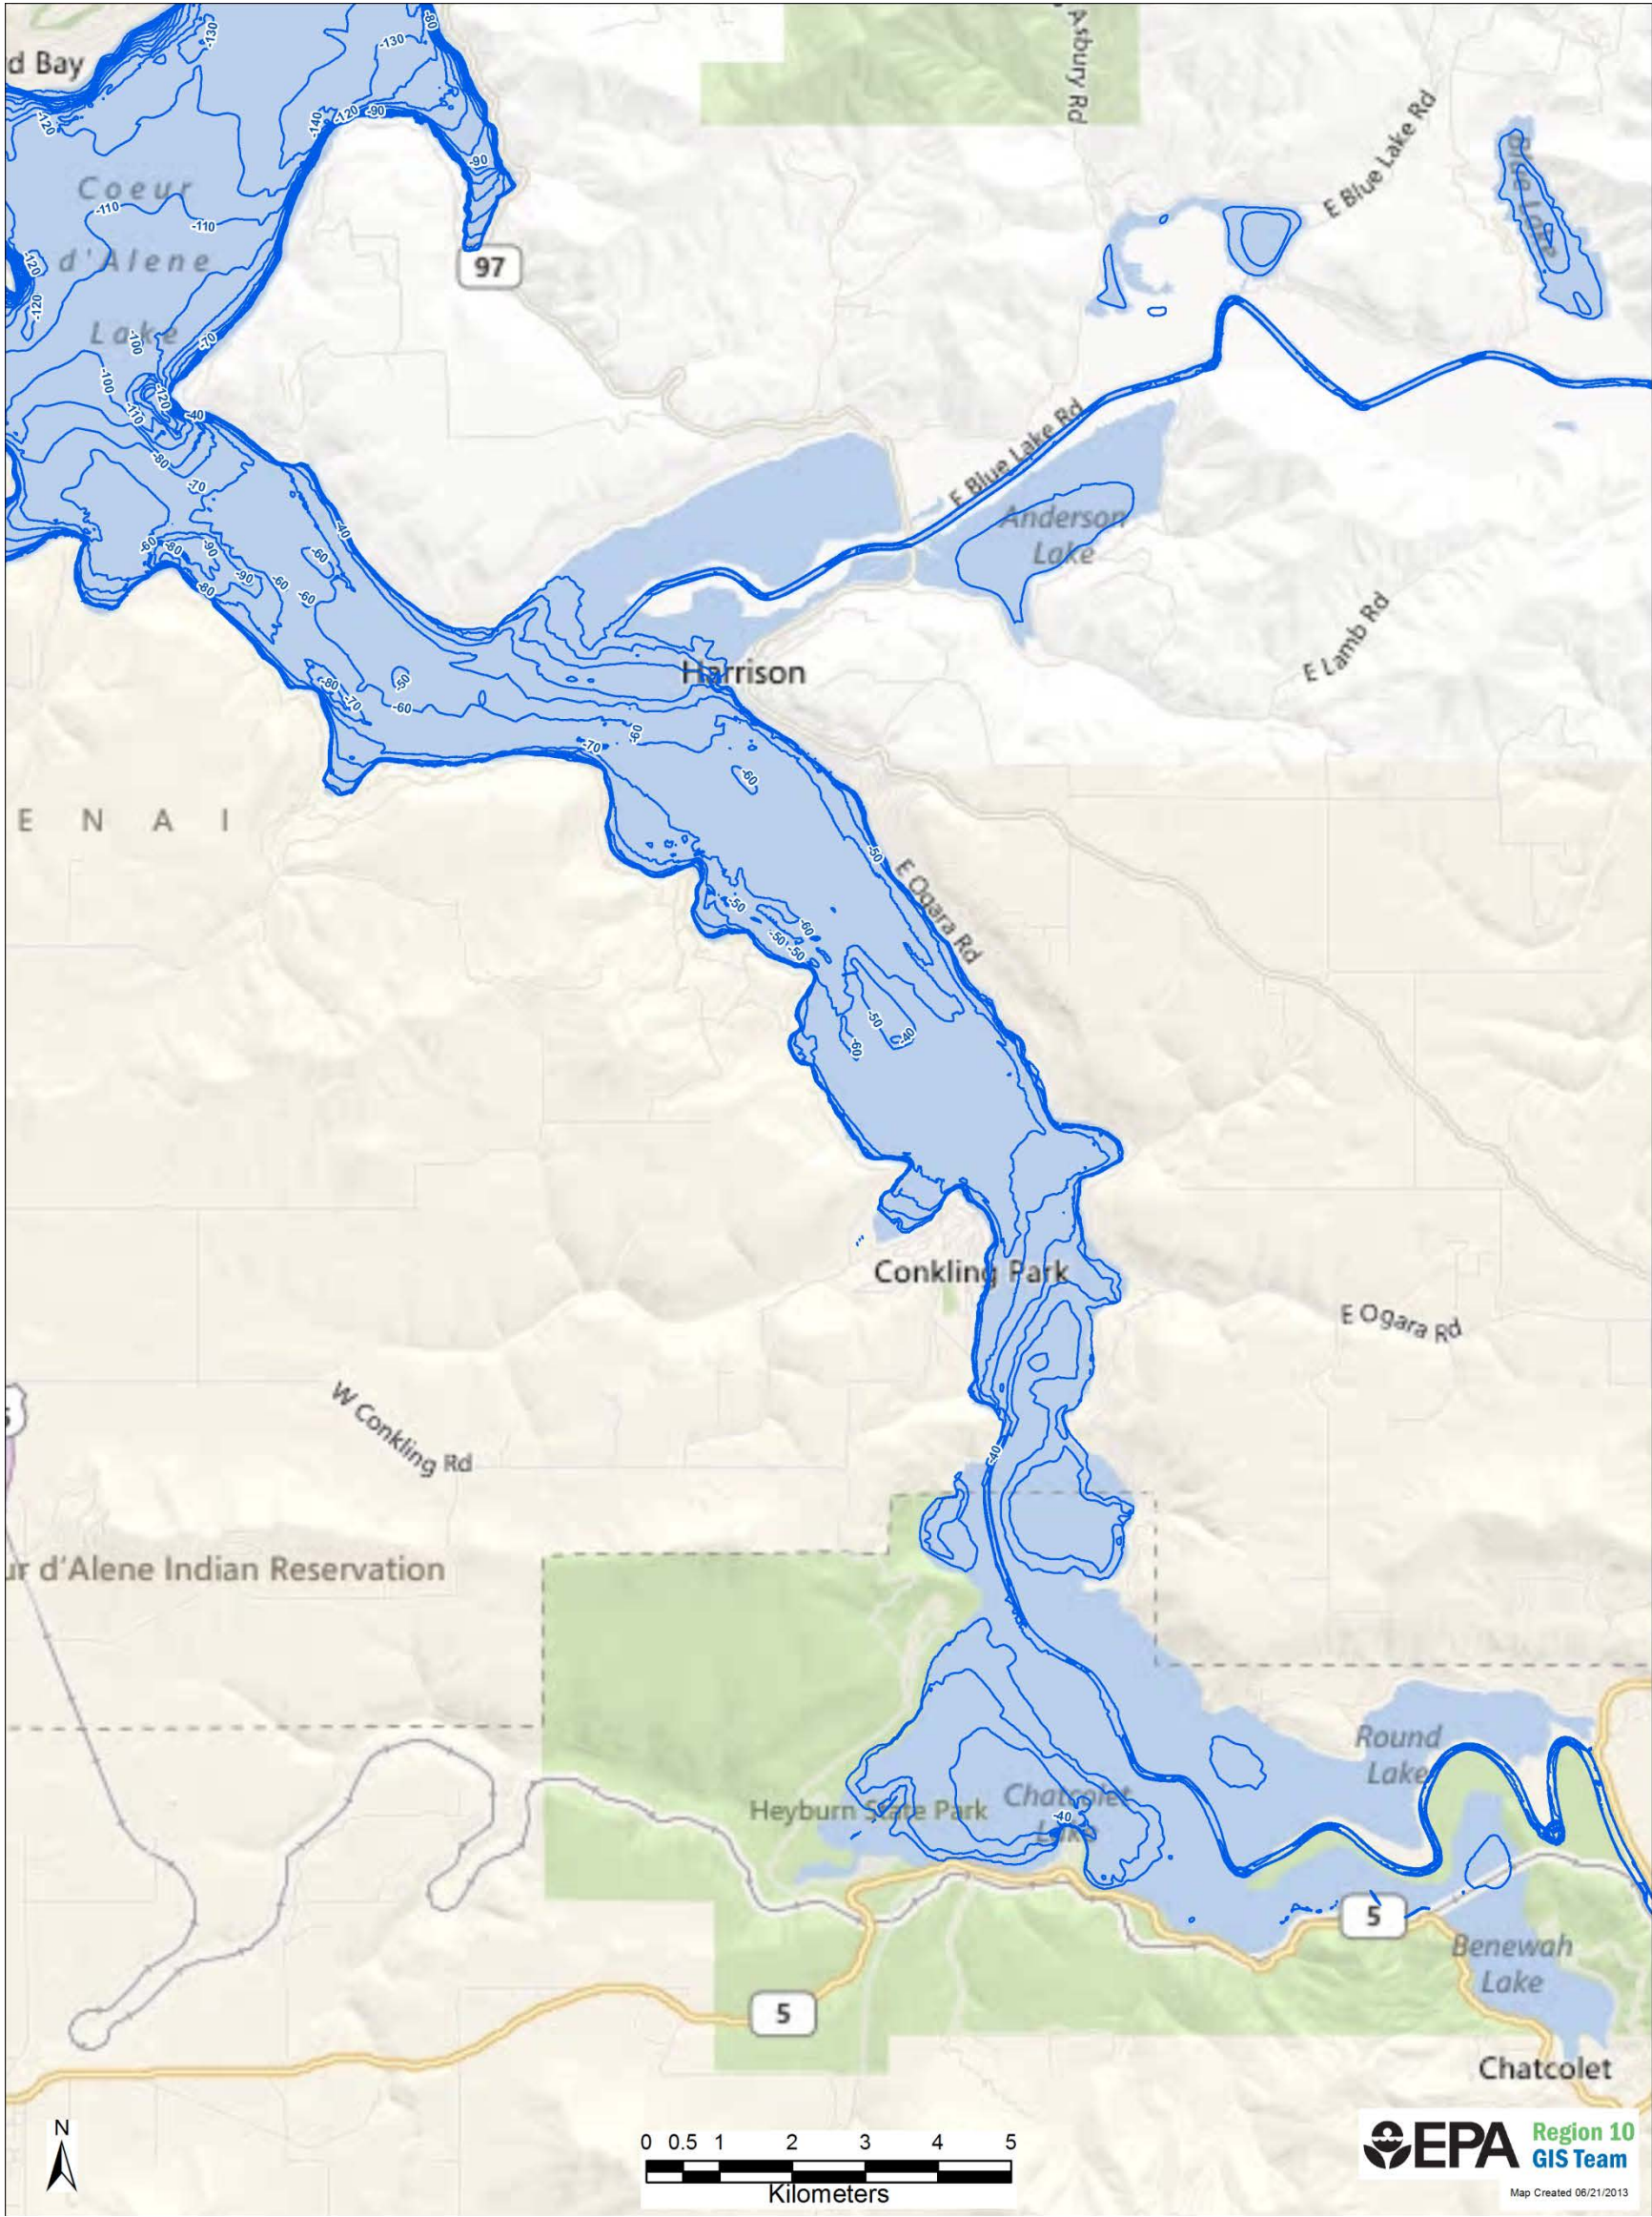 -130
-130
-80
d Bay
Asbury Rd
-120
-140
-120
-90
-90
E Blue Lake Rd
Blue Lake
Coeur
-110
-110
d'Alene
-120
97
-120
Lake
-100
-70
-100
-120
-110
-40
-80
-70
E Blue Lake Rd
Anderson
Lake
-40
-60
-80
-90
-60
-90
-60
-80
-60
E Lamb Rd
Harrison
-80
-50
-70
-60
-60
-70
-60
E N A I
-50
E Ogara Rd
-50
-60
-50
-50
-50
-40
-60
Conkling Park
E Ogara Rd
W Conkling Rd
-40
ur d'Alene Indian Reservation
Round
Lake
Heyburn State Park
Chatcolet
Lake
-40
5
Benewah
Lake
5
Chatcolet
N
0 0.5 1 2 3 4 5
Kilometers
EPA
Region 10
GIS Team
Map Created 06/21/2013